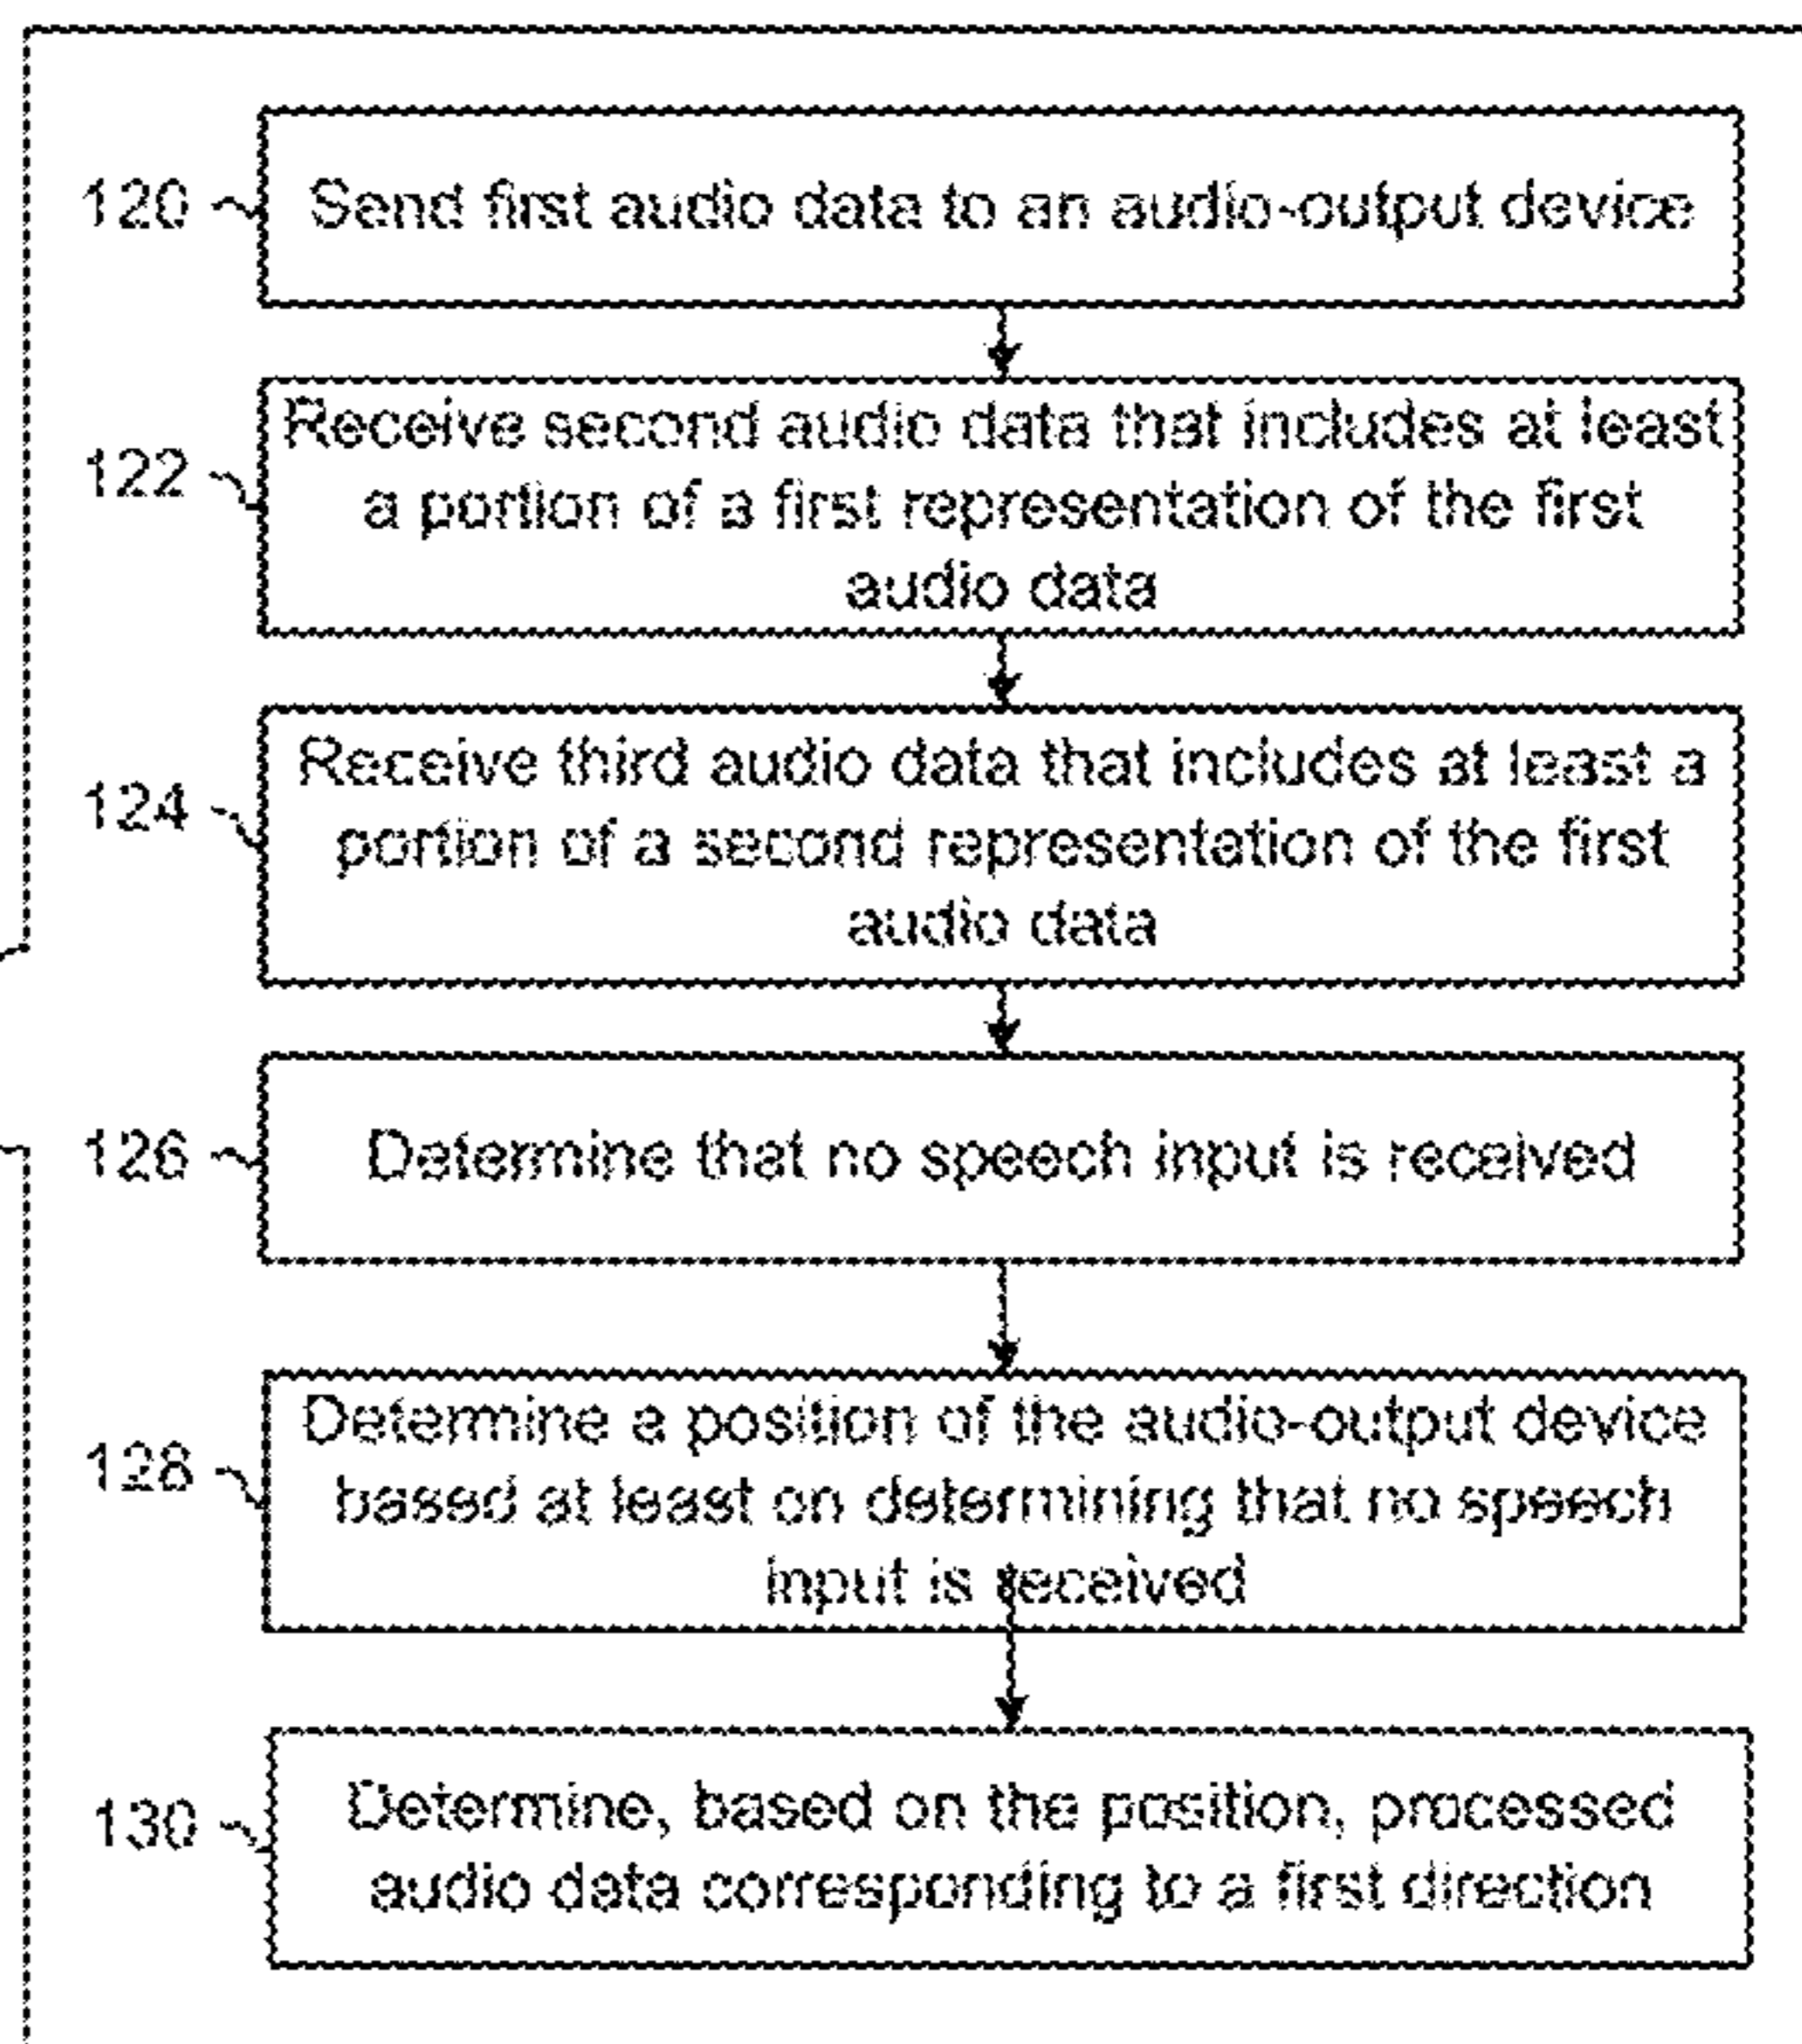 120
Send first audio data to an audio-output device
122
Receive second audio data that includes at least
a portion of a first representation of the first
audio data
124
Receive third audio data that includes at least a
portion of a second representation of the first
audio data
126
Determine that no speech input is received
128
Determine a position of the audio-output device
based at least on determining that no speech
input is received
130
Determine, based on the position, processed
audio data corresponding to a first direction